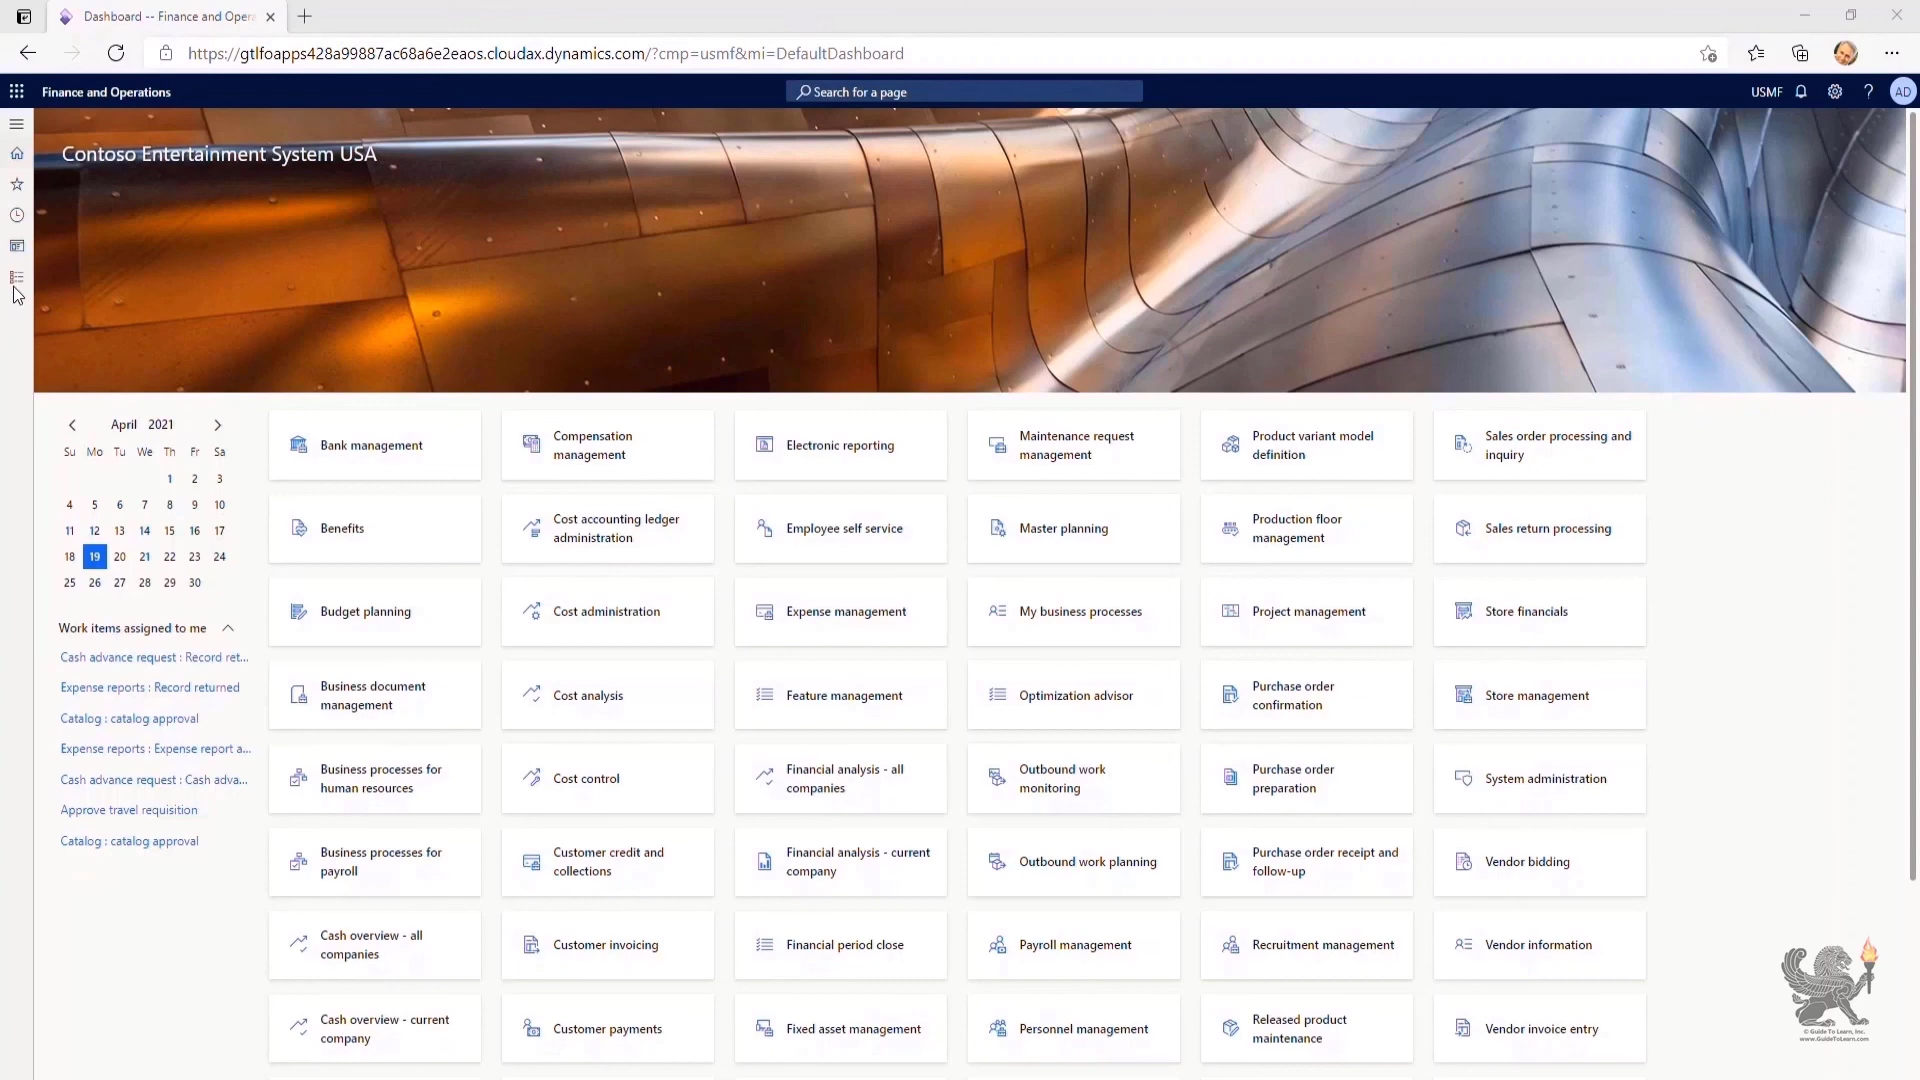 Dashboard -- Finance and Opera
https://gtlfoapps428a99887ac68a6e2eaos.cloudax.dynamics.com/?cmp=usmf&mi=DefaultDashboard
Finance and Operations
Search for a page
USMF
?
AD
Contoso Entertainment System USA
April 2021
Su Mo Tu We Th Fr Sa
1 2 3
4 5 6 7 8 9 10
11 12 13 14 15 16 17
18 19 20 21 22 23 24
25 26 27 28 29 30
Work items assigned to me
Cash advance request : Record ret...
Expense reports : Record returned
Catalog : catalog approval
Expense reports : Expense report a...
Cash advance request : Cash adva...
Approve travel requisition
Catalog : catalog approval
Bank management
Benefits
Budget planning
Business document
management
Business processes for
human resources
Business processes for
payroll
Cash overview - all
companies
Cash overview - current
company
Compensation
management
Cost accounting ledger
administration
Cost administration
Cost analysis
Cost control
Customer credit and
collections
Customer invoicing
Customer payments
Electronic reporting
Employee self service
Expense management
Feature management
Financial analysis - all
companies
Financial analysis - current
company
Financial period close
Fixed asset management
Maintenance request
management
Master planning
My business processes
Optimization advisor
Outbound work
monitoring
Outbound work planning
Payroll management
Personnel management
Product variant model
definition
Production floor
management
Project management
Purchase order
confirmation
Purchase order
preparation
Purchase order receipt and
follow-up
Recruitment management
Released product
maintenance
Sales order processing and
inquiry
Sales return processing
Store financials
Store management
System administration
Vendor bidding
Vendor information
Vendor invoice entry
© Guide To Learn, Inc.
www.GuideToLearn.com